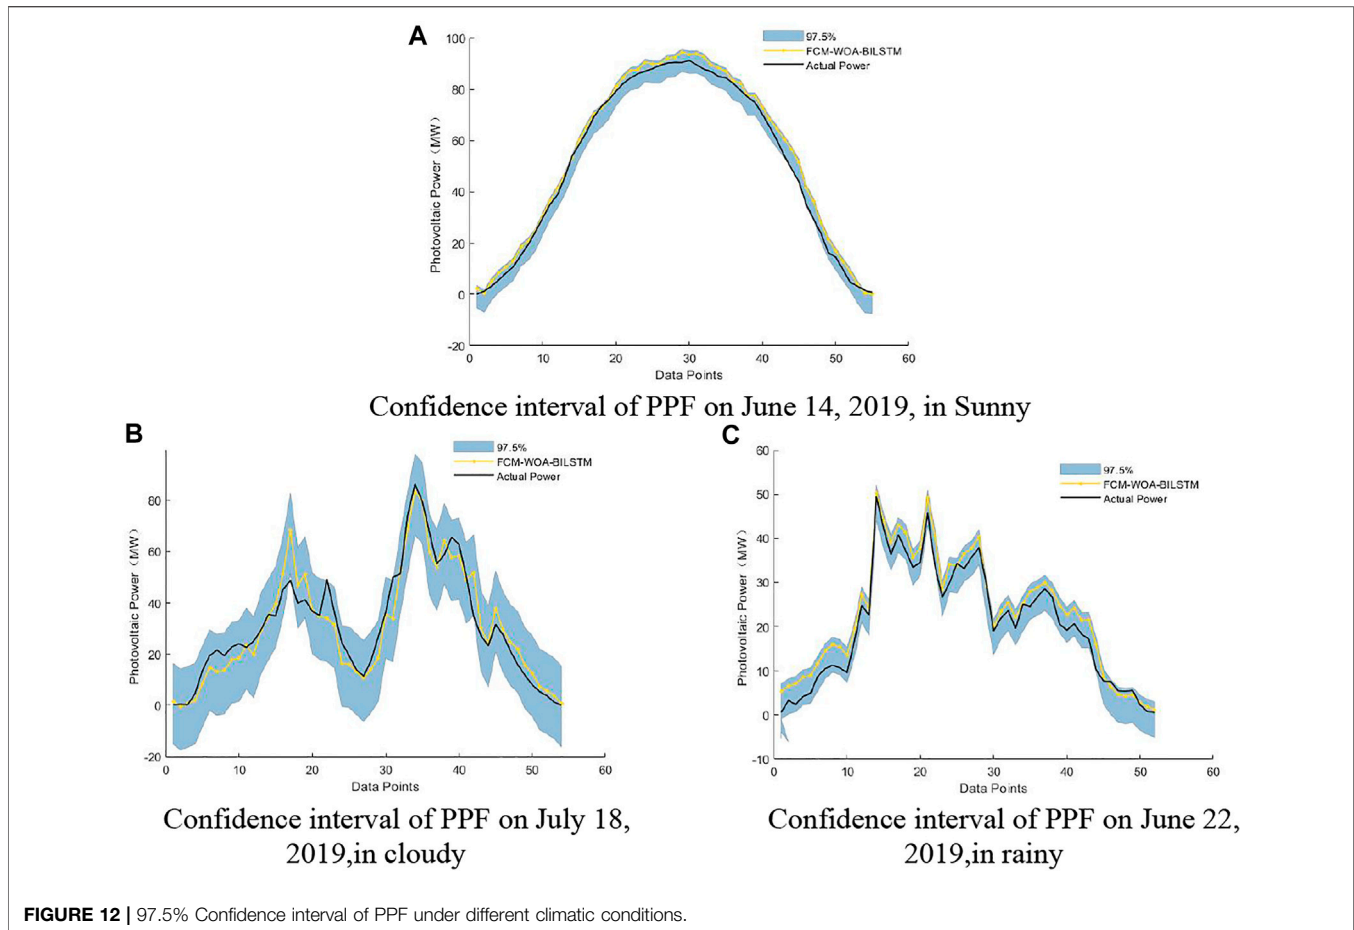 A
100
80
60
40
20
0
-20
0 10 20 30 40 50 60
Photovoltaic Power（MW）
Data Points
97.5%
FCM-WOA-BILSTM
Actual Power
Confidence interval of PPF on June 14, 2019, in Sunny
B
80
60
40
20
0
-20
0 10 20 30 40 50 60
Photovoltaic Power（MW）
Data Points
97.5%
FCM-WOA-BILSTM
Actual Power
Confidence interval of PPF on July 18,
2019,in cloudy
C
60
50
40
30
20
10
0
-10
0 10 20 30 40 50 60
Photovoltaic Power（MW）
Data Points
97.5%
FCM-WOA-BILSTM
Actual Power
Confidence interval of PPF on June 22,
2019,in rainy
FIGURE 12 | 97.5% Confidence interval of PPF under different climatic conditions.